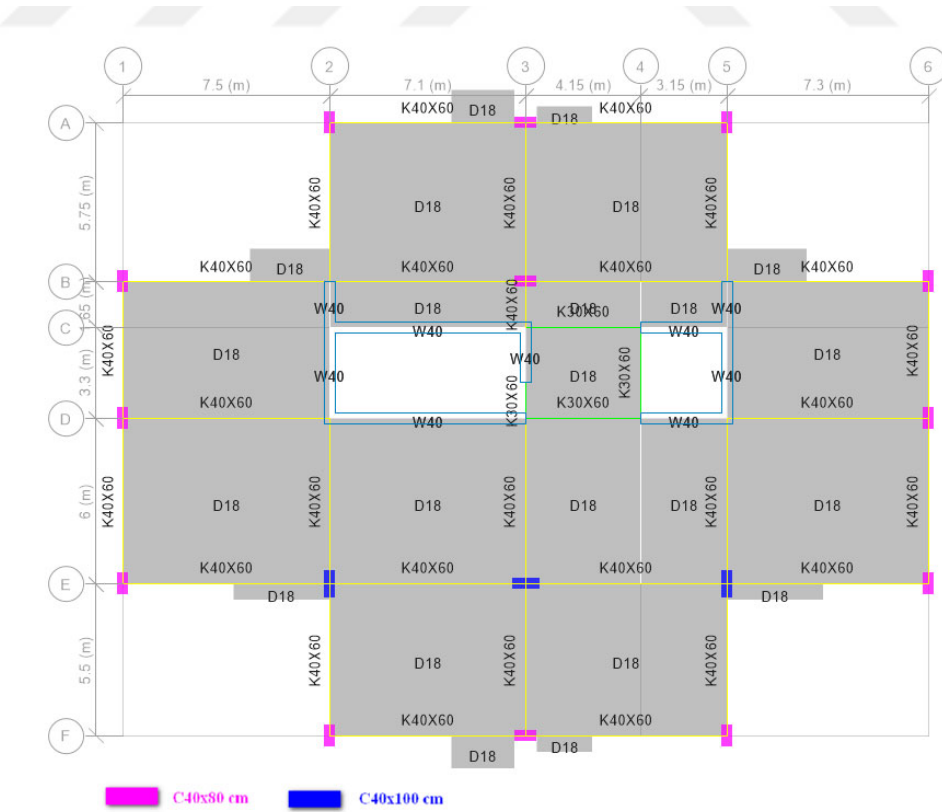 1 2 3 4 5 6
7.5 (m) 7.1 (m) 4.15 (m) 3.15 (m) 7.3 (m)
K40X60 D18 D18 K40X60
A
5.75 (m)
K40X60 D18 K40X60 D18 K40X60
K40X60 D18 K40X60 K40X60 D18 K40X60
B
.65 (m)
W40 D18 K40X60 D18 K30X60 D18 W40
C
W40 W40
K40X60 D18 W40 W40 D18 K30X60 W40 D18 K40X60
3.3 (m)
K40X60 K30X60 K30X60 K40X60
D
W40 W40
6 (m)
K40X60 D18 K40X60 D18 K40X60 D18 D18 K40X60 D18 K40X60
K40X60 K40X60 K40X60 K40X60
E
D18 D18
5.5 (m)
K40X60 D18 K40X60 D18 K40X60
K40X60 K40X60
F
D18 D18
C40x80 cm C40x100 cm